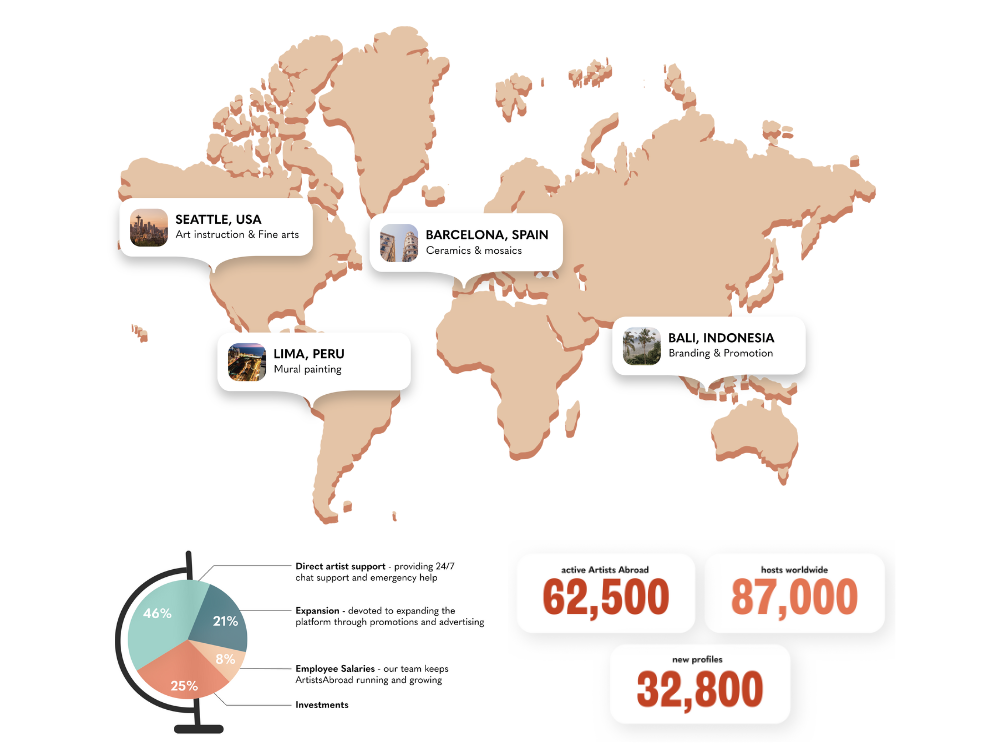 SEATTLE, USA
Art instruction & Fine arts
BARCELONA, SPAIN
Ceramics & mosaics
LIMA, PERU
Mural painting
BALI, INDONESIA
Branding & Promotion
46%
21%
8%
25%
Direct artist support - providing 24/7
chat support and emergency help
Expansion - devoted to expanding the
platform through promotions and advertising
Employee Salaries - our team keeps
ArtistsAbroad running and growing
Investments
active Artists Abroad
62,500
hosts worldwide
87,000
new profiles
32,800